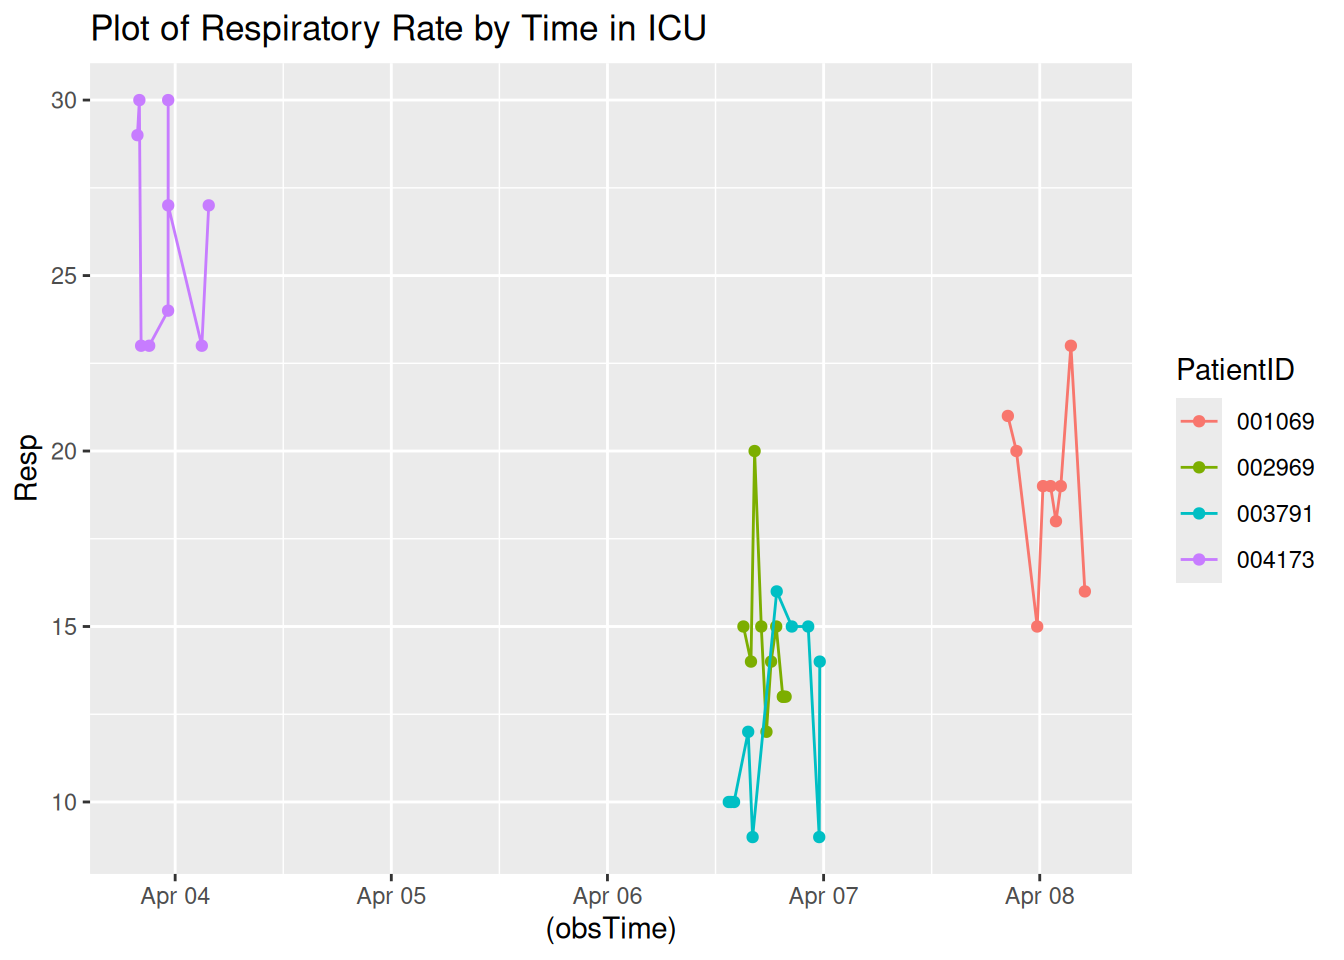 Plot of Respiratory Rate by Time in ICU
30
25
20
15
10
Resp
Apr 04
Apr 05
Apr 06
Apr 07
Apr 08
(obsTime)
PatientID
001069
002969
003791
004173